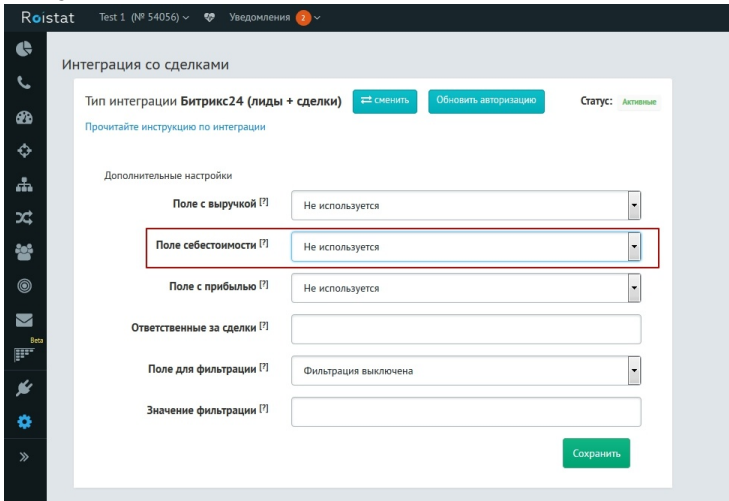 Roistat Test 1 (№ 54056) Уведомления 2
Интеграция со сделками
Тип интеграции Битрикс24 (лиды + сделки) сменить Обновить авторизацию Статус: Активные
Прочитайте инструкцию по интеграции
Дополнительные настройки
Поле с выручкой [?] Не используется
Поле себестоимости [?] Не используется
Поле с прибылью [?] Не используется
Ответственные за сделки [?]
Beta
Поле для фильтрации [?] Фильтрация выключена
Значение фильтрации [?]
Сохранить